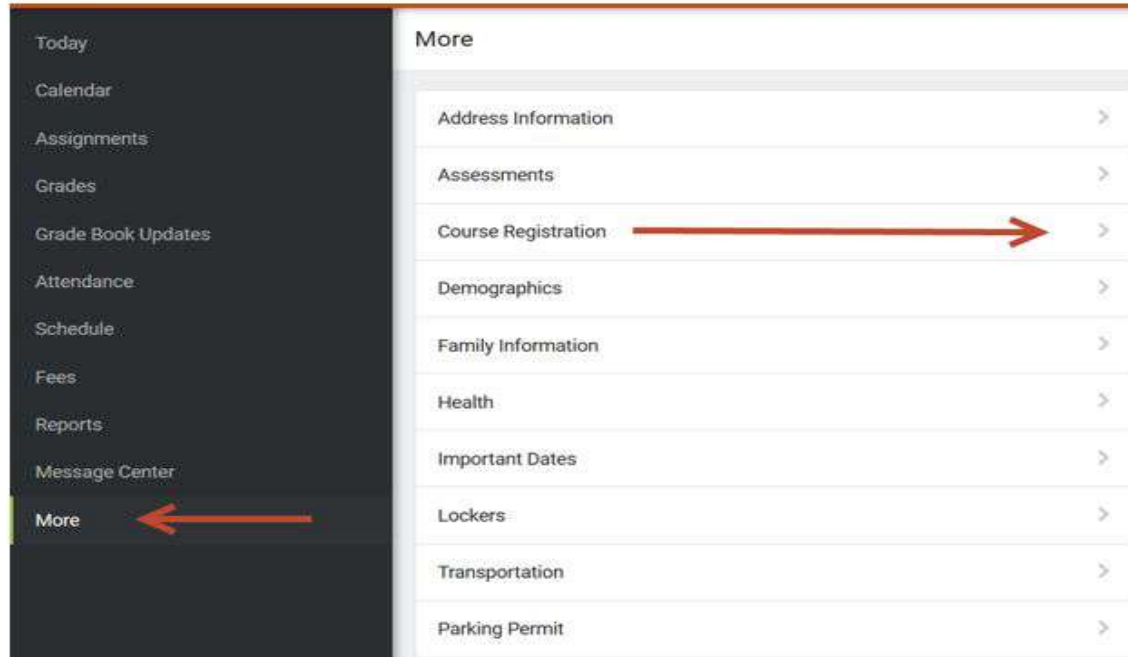 Today
Calendar
Assignments
Grades
Grade Book Updates
Attendance
Schedule
Fees
Reports
Message Center
More
More
Address Information
Assessments
Course Registration
Demographics
Family Information
Health
Important Dates
Lockers
Transportation
Parking Permit